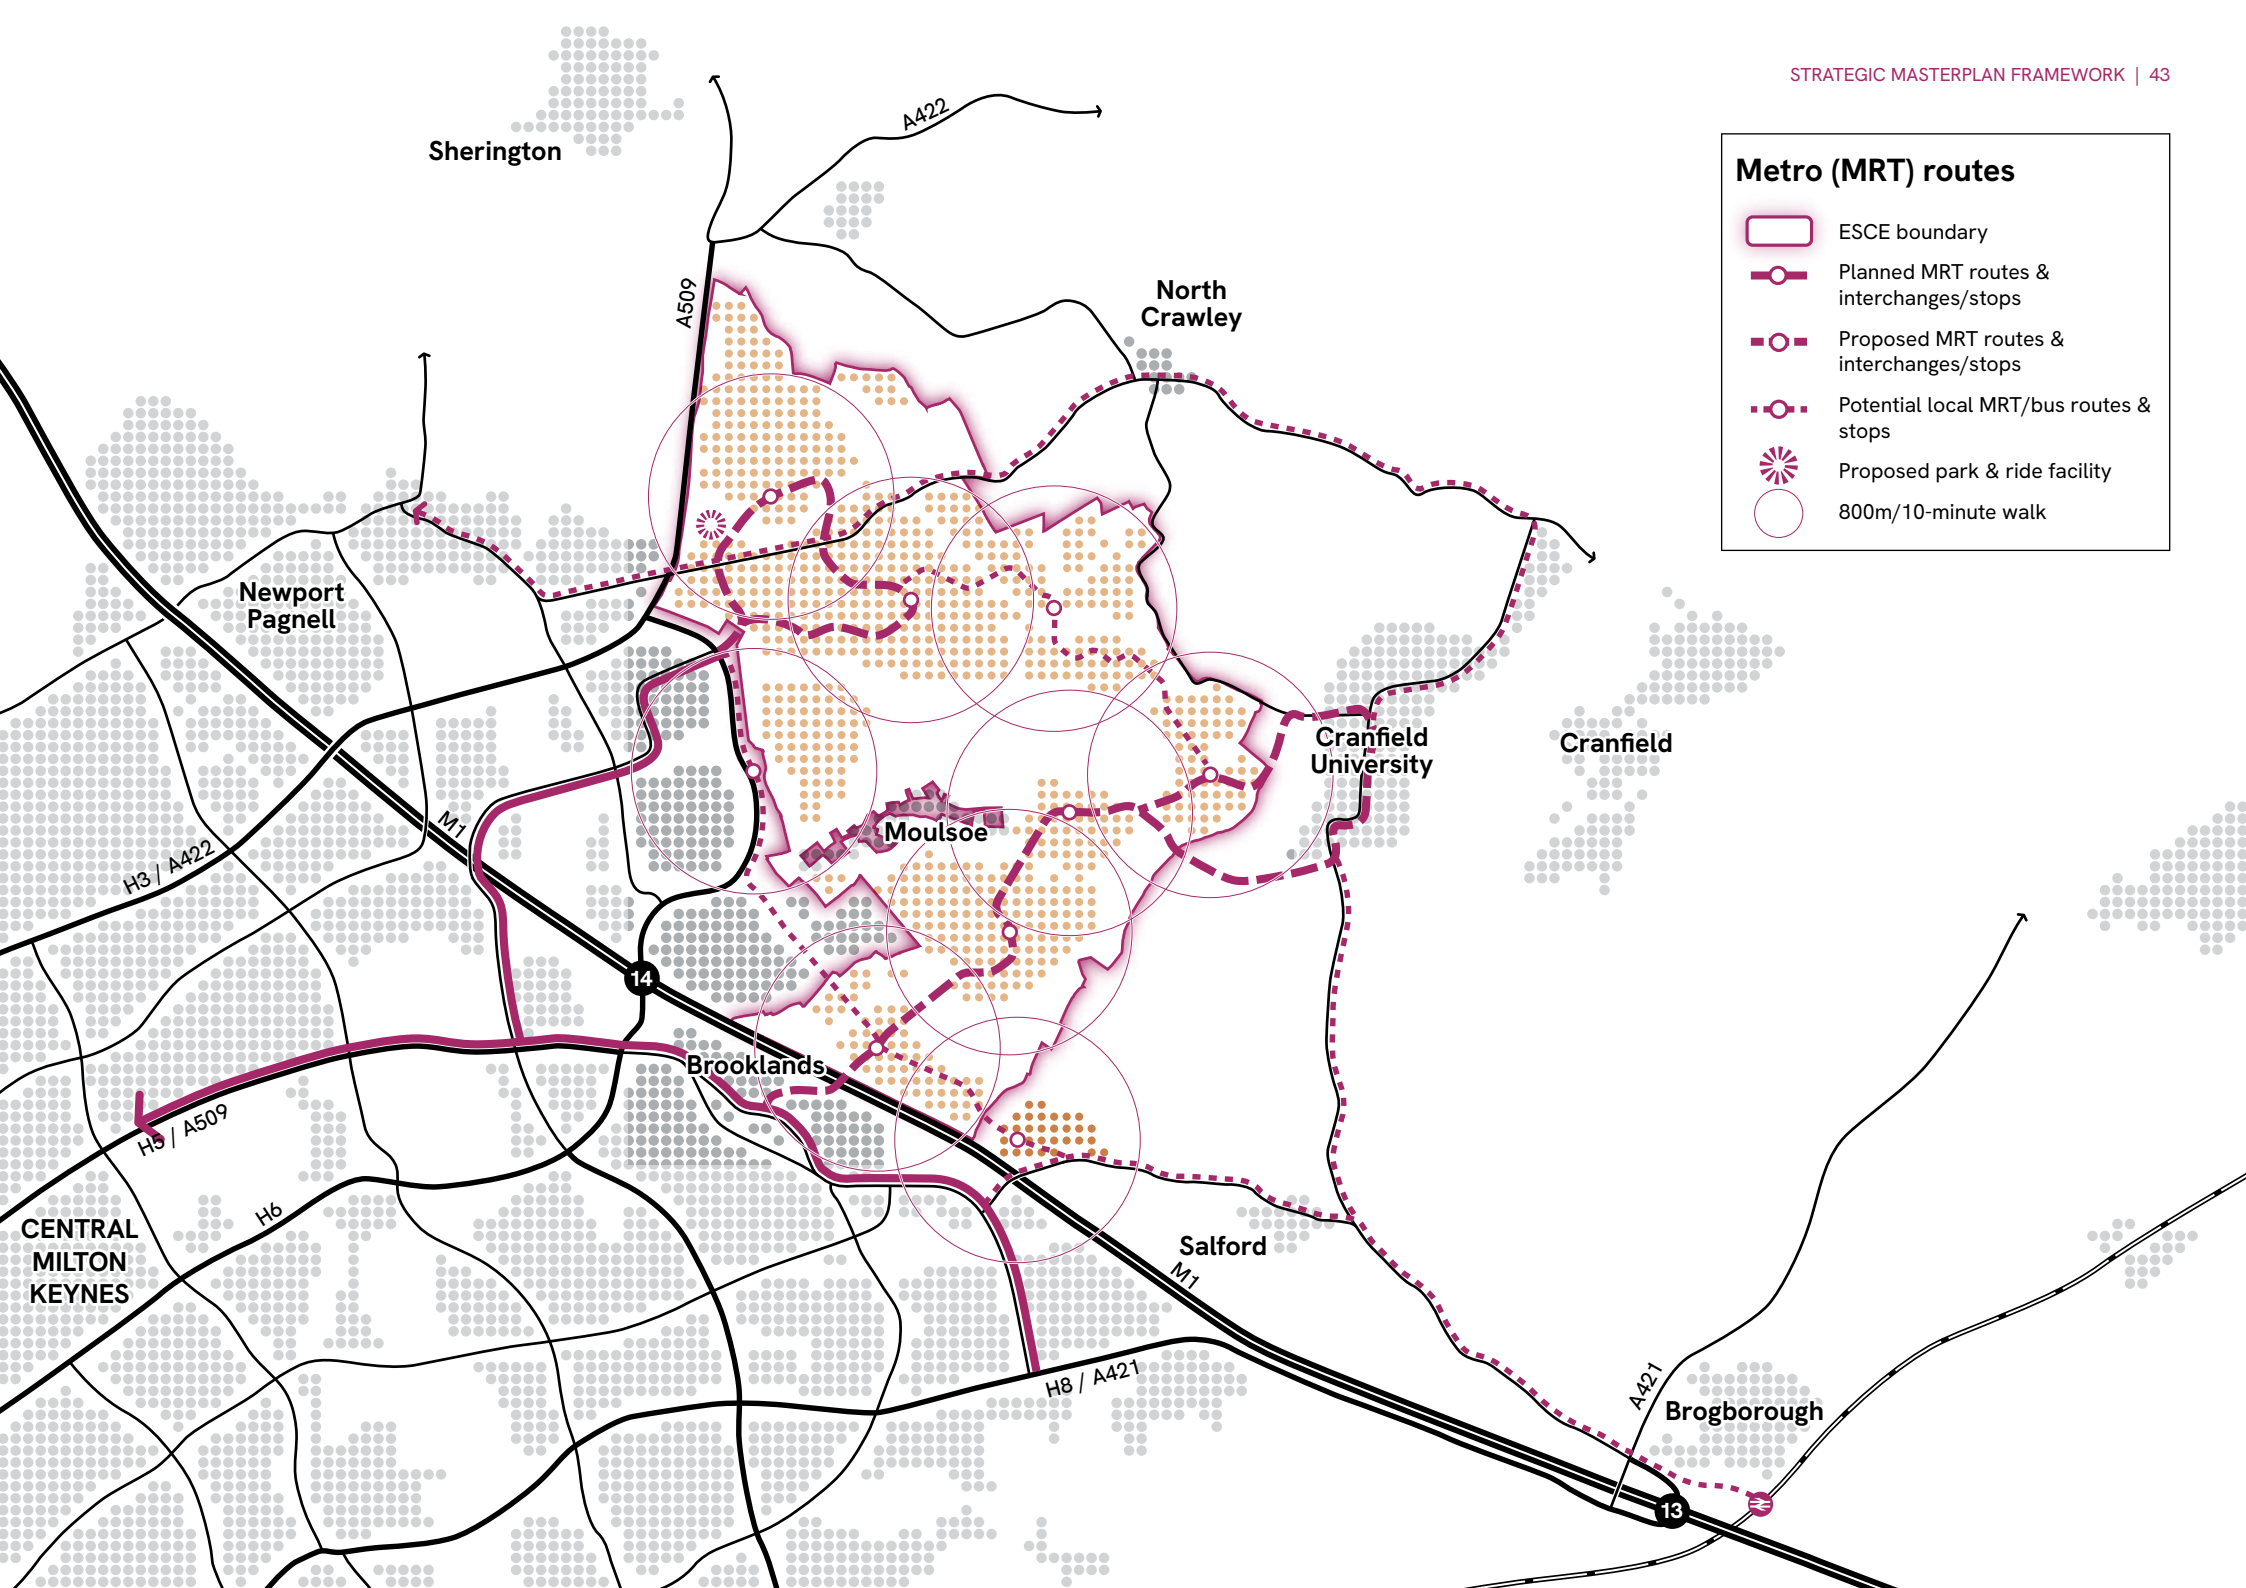 STRATEGIC MASTERPLAN FRAMEWORK | 43
Metro (MRT) routes
ESCE boundary
Planned MRT routes &
interchanges/stops
Proposed MRT routes &
interchanges/stops
Potential local MRT/bus routes &
stops
Proposed park & ride facility
800m/10-minute walk
Sherington
A422
A509
North
Crawley
Newport
Pagnell
Cranfield
University
Cranfield
M1
Moulsoe
H3 / A422
14
Brooklands
H5 / A509
H6
CENTRAL
MILTON
KEYNES
Salford
M1
H8 / A421
A421
Brogborough
13